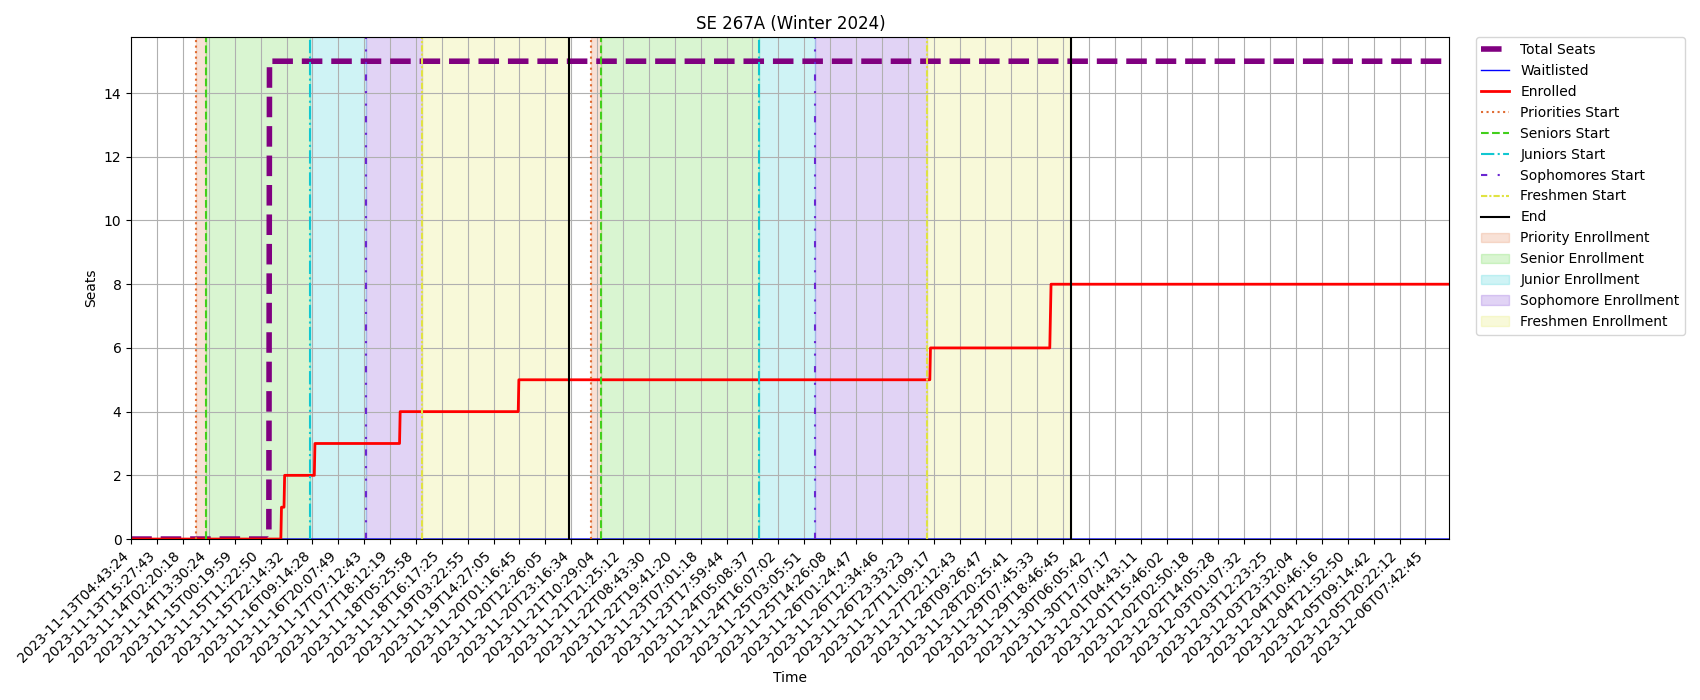 SE 267A (Winter 2024)
Seats
14
12
10
8
6
4
2
0
2023-11-13T04:43:24
2023-11-13T15:27:43
2023-11-14T02:20:18
2023-11-14T13:30:24
2023-11-15T00:19:59
2023-11-15T11:22:50
2023-11-15T22:14:32
2023-11-16T09:14:28
2023-11-16T20:07:49
2023-11-17T07:12:43
2023-11-17T18:12:19
2023-11-18T05:25:58
2023-11-18T16:17:25
2023-11-19T03:22:55
2023-11-19T14:27:05
2023-11-20T01:16:45
2023-11-20T12:26:05
2023-11-20T23:16:34
2023-11-21T10:29:04
2023-11-21T21:25:12
2023-11-22T08:43:30
2023-11-22T19:41:20
2023-11-23T07:01:18
2023-11-23T17:59:44
2023-11-24T05:08:37
2023-11-24T16:07:02
2023-11-25T03:05:51
2023-11-25T14:26:08
2023-11-26T01:24:47
2023-11-26T12:34:46
2023-11-26T23:33:23
2023-11-27T11:09:17
2023-11-27T22:12:43
2023-11-28T09:26:47
2023-11-28T20:25:41
2023-11-29T07:45:33
2023-11-29T18:46:45
2023-11-30T06:05:42
2023-11-30T17:07:17
2023-12-01T04:43:11
2023-12-01T15:46:02
2023-12-02T02:50:18
2023-12-02T14:05:28
2023-12-03T01:07:32
2023-12-03T12:23:25
2023-12-03T23:32:04
2023-12-04T10:46:16
2023-12-04T21:52:50
2023-12-05T09:14:42
2023-12-05T20:22:12
2023-12-06T07:42:45
Time
Total Seats
Waitlisted
Enrolled
Priorities Start
Seniors Start
Juniors Start
Sophomores Start
Freshmen Start
End
Priority Enrollment
Senior Enrollment
Junior Enrollment
Sophomore Enrollment
Freshmen Enrollment